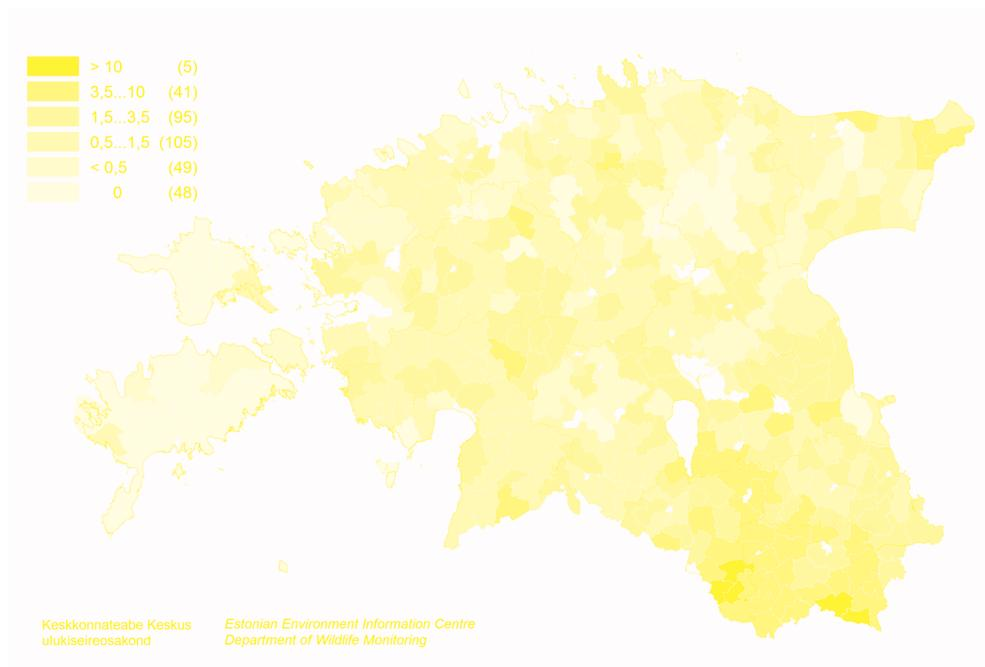 > 10 (5)
3,5...10 (41)
1,5...3,5 (95)
0,5...1,5 (105)
< 0,5 (49)
0 (48)
Keskkonnateabe Keskus
ulukiseireosakond
Estonian Environment Information Centre
Department of Wildlife Monitoring